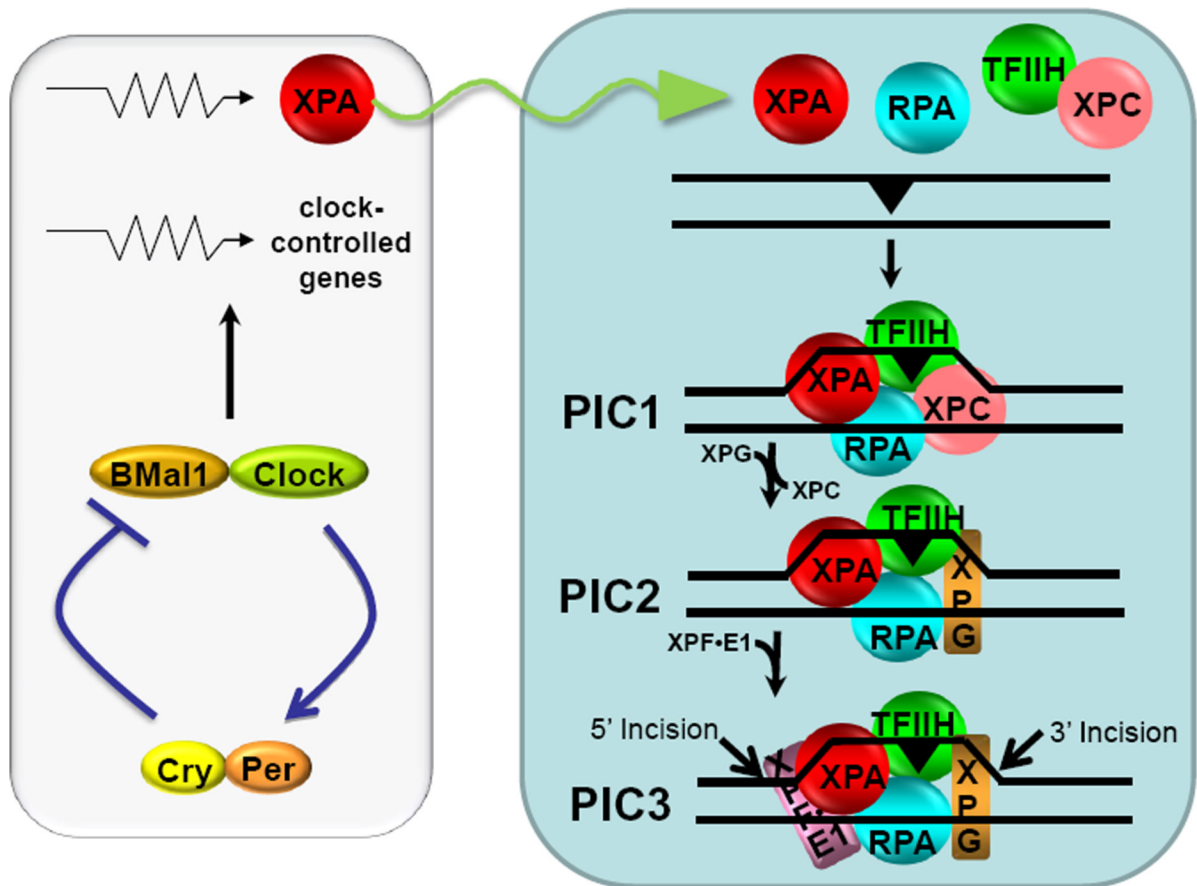 XPA
clock-
controlled
genes
BMal1 Clock
Cry Per
XPA RPA TFIIH XPC
TFIIH
XPA
XPC
PIC1
RPA
XPG
XPC
TFIIH
XPA
X
P
G
PIC2
RPA
XPF•E1
5' Incision
TFIIH
3' Incision
XPF•E1
XPA
X
P
G
PIC3
RPA